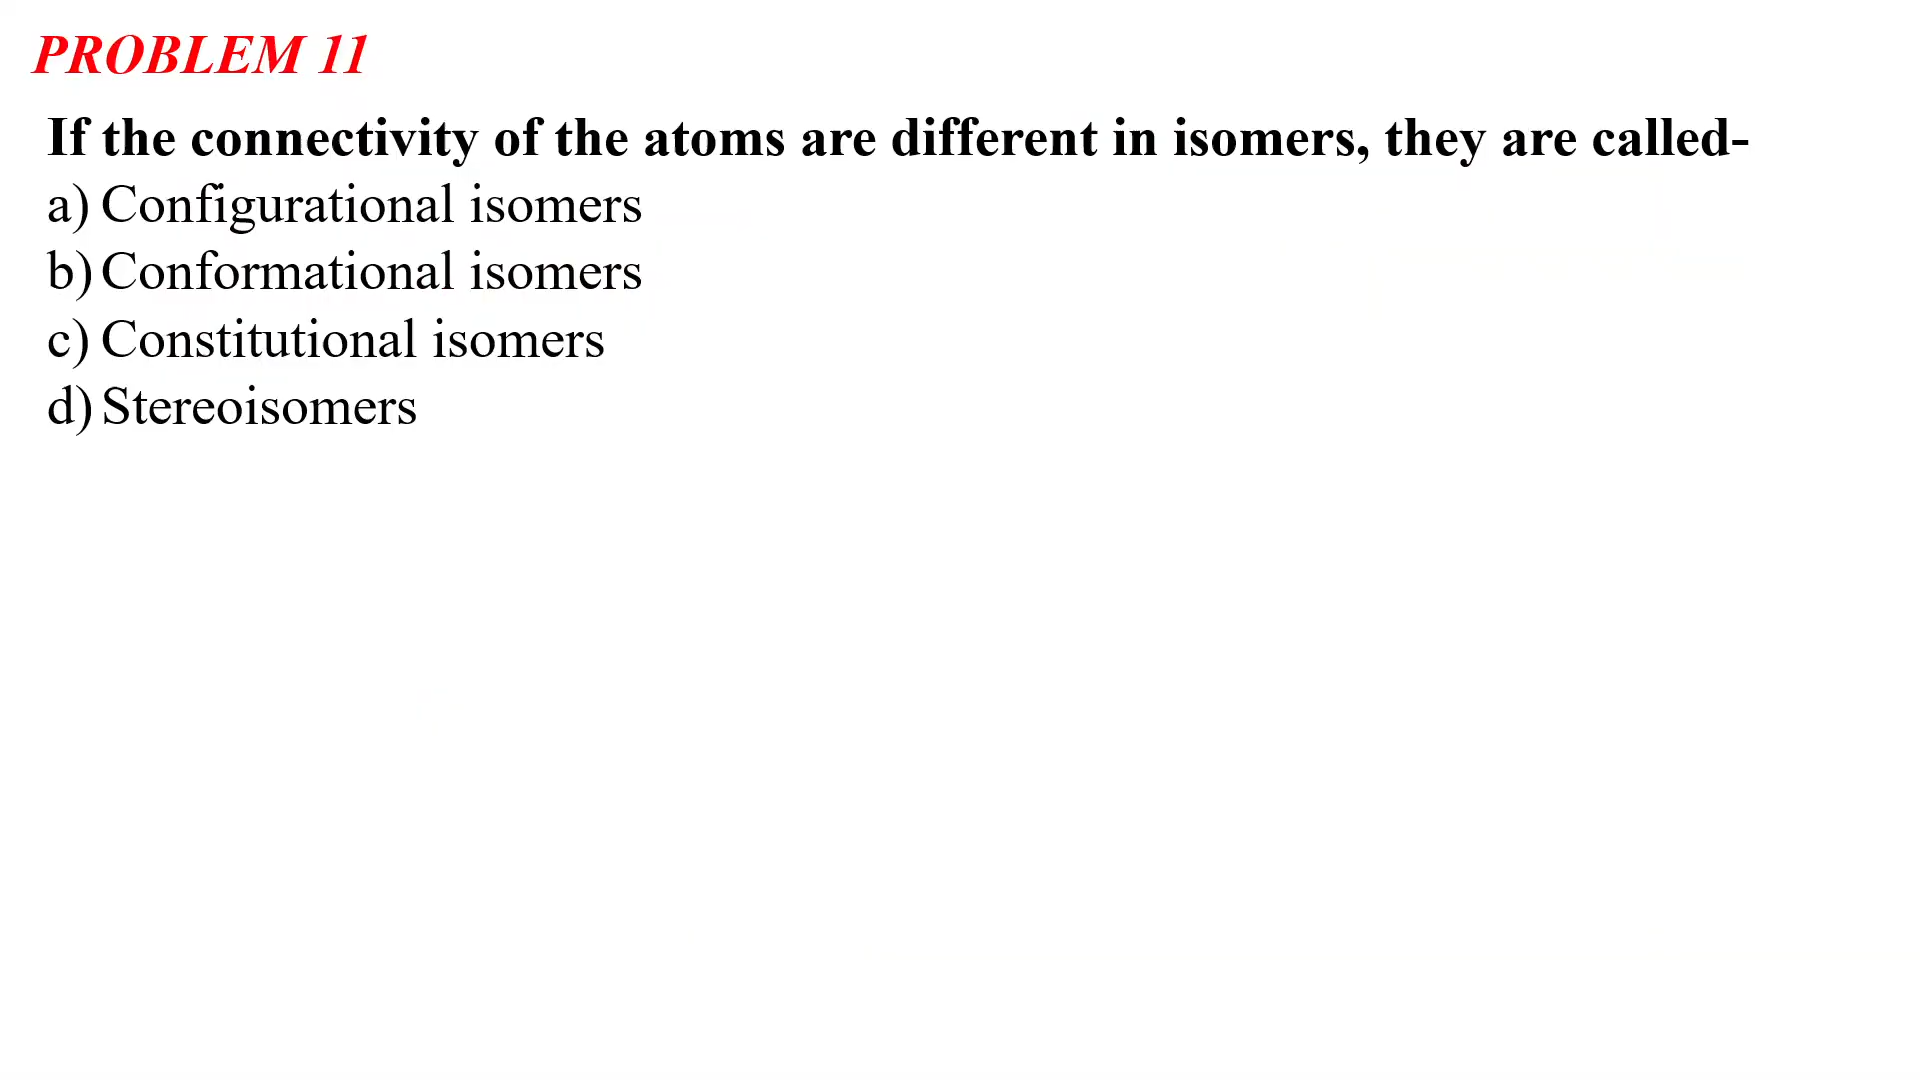 PROBLEM 11
If the connectivity of the atoms are different in isomers, they are called-
a) Configurational isomers
b) Conformational isomers
c) Constitutional isomers
d) Stereoisomers